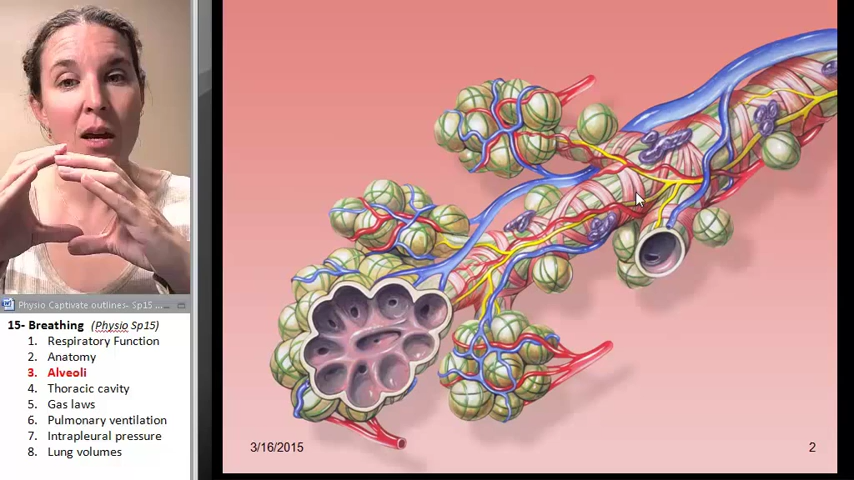 Physio Captivate outlines- Sp15 ...
15- Breathing (Physio Sp15)
1. Respiratory Function
2. Anatomy
3. Alveoli
4. Thoracic cavity
5. Gas laws
6. Pulmonary ventilation
7. Intrapleural pressure
8. Lung volumes
3/16/2015
2